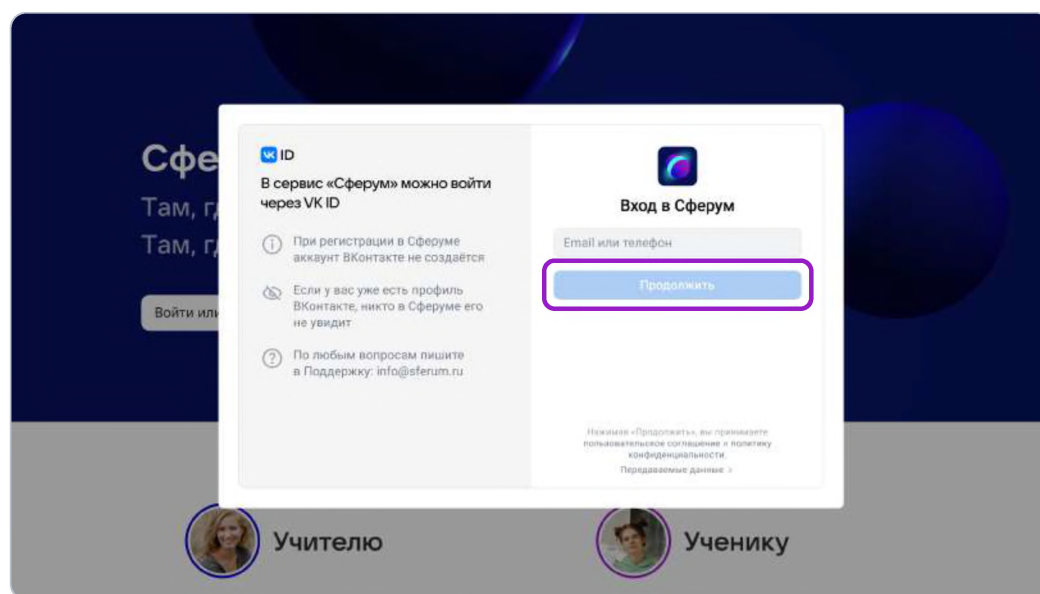 Сфе
Там, г
Там, г
Войти или
VK ID
В сервис «Сферум» можно войти
через VK ID
При регистрации в Сферуме
аккаунт ВКонтакте не создаётся
Если у вас уже есть профиль
ВКонтакте, никто в Сферуме его
не увидит
По любым вопросам пишите
в Поддержку: info@sferum.ru
Вход в Сферум
Email или телефон
Продолжить
Нажимая «Продолжить», вы принимаете
пользовательское соглашение и политику
конфиденциальности
Передаваемые данные >
Учителю
Ученику